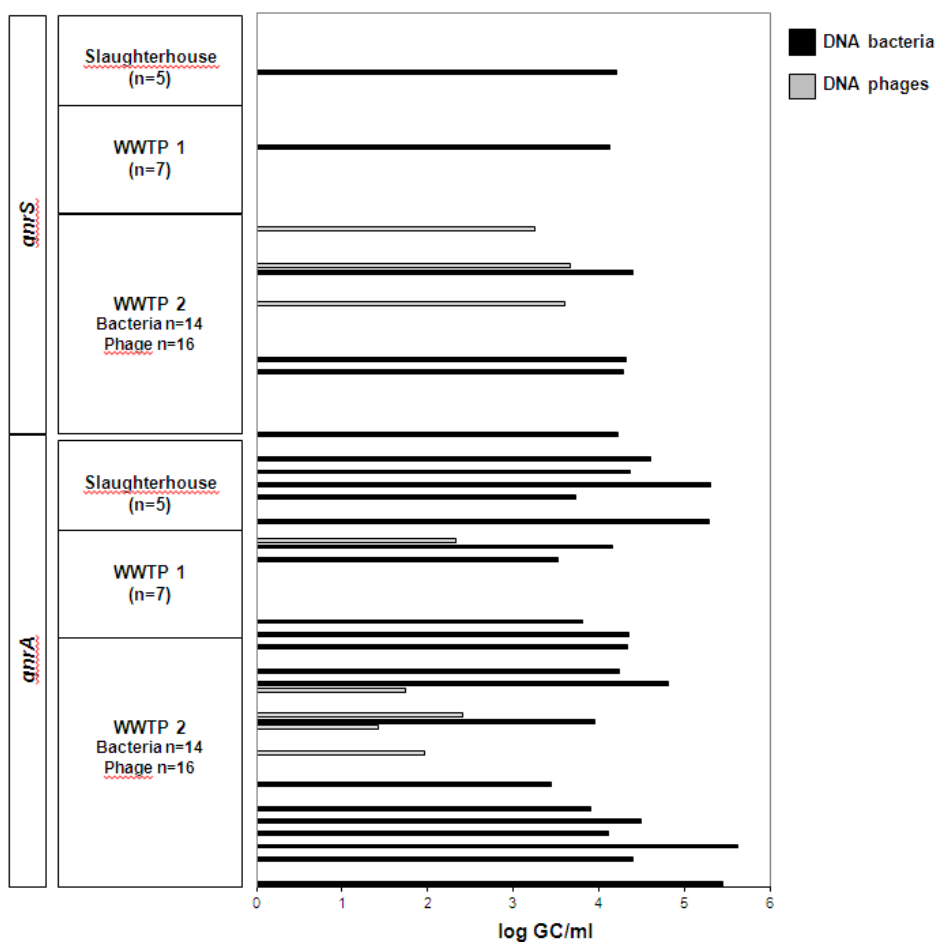 qnrS
Slaughterhouse
(n=5)
WWTP 1
(n=7)
WWTP 2
Bacteria n=14
Phage n=16
qnrA
Slaughterhouse
(n=5)
WWTP 1
(n=7)
WWTP 2
Bacteria n=14
Phage n=16
DNA bacteria
DNA phages
0 1 2 3 4 5 6
log GC/ml